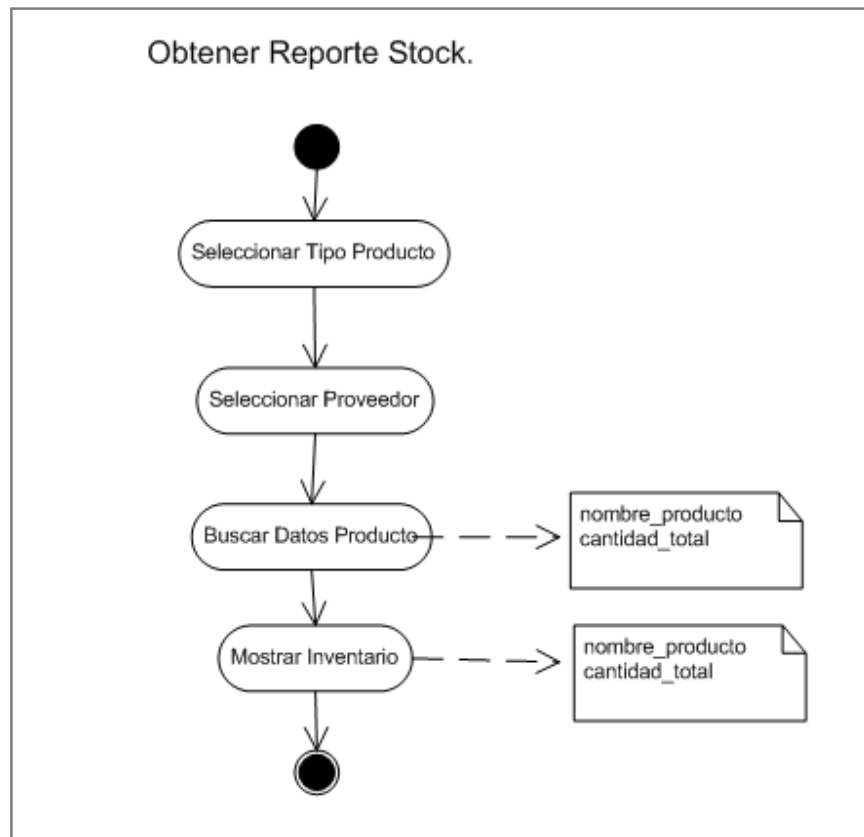 Obtener Reporte Stock.
Seleccionar Tipo Producto
Seleccionar Proveedor
Buscar Datos Producto
nombre_producto
cantidad_total
Mostrar Inventario
nombre_producto
cantidad_total